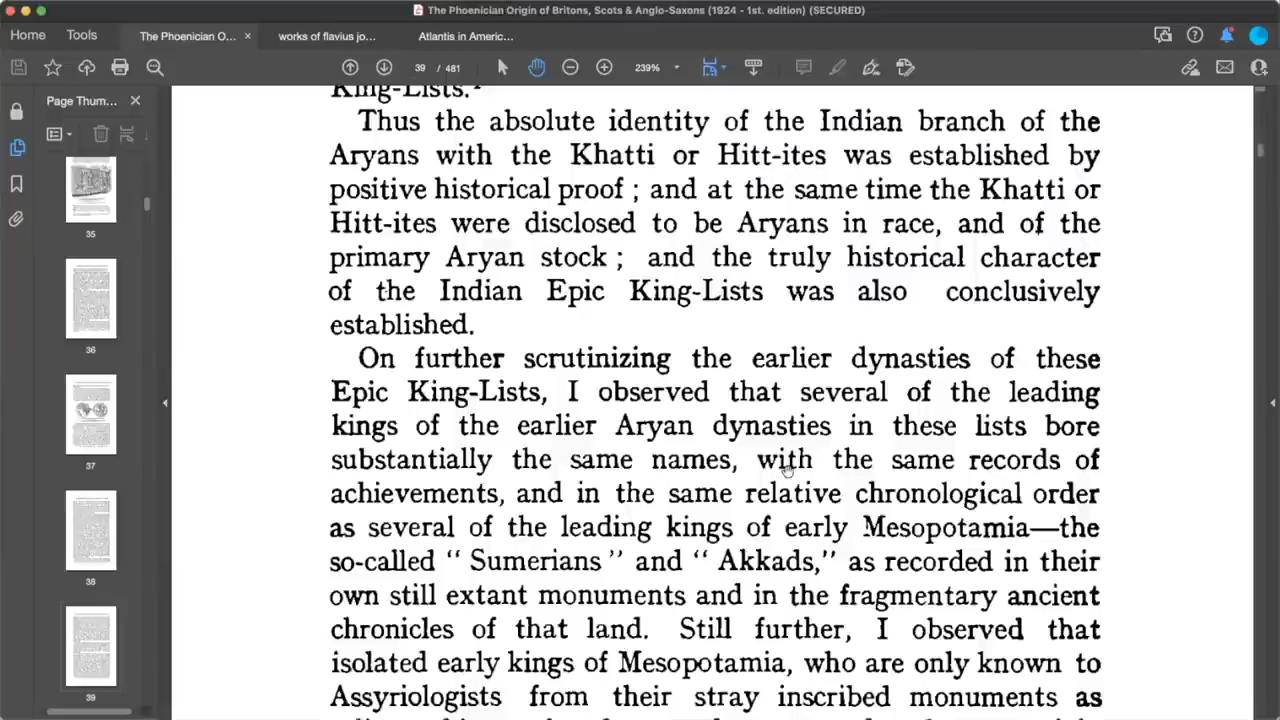 The Phoenician Origin of Britons, Scots & Anglo-Saxons (1924 - 1st. edition) (SECURED)
Home Tools The Phoenician O... × works of flavius jo... Atlantis in Americ...
39 / 481 239%
Page Thum... ×
35
36
37
38
39
King-Lists.
Thus the absolute identity of the Indian branch of the
Aryans with the Khatti or Hitt-ites was established by
positive historical proof ; and at the same time the Khatti or
Hitt-ites were disclosed to be Aryans in race, and of the
primary Aryan stock ; and the truly historical character
of the Indian Epic King-Lists was also conclusively
established.
On further scrutinizing the earlier dynasties of these
Epic King-Lists, I observed that several of the leading
kings of the earlier Aryan dynasties in these lists bore
substantially the same names, with the same records of
achievements, and in the same relative chronological order
as several of the leading kings of early Mesopotamia—the
so-called " Sumerians " and " Akkads," as recorded in their
own still extant monuments and in the fragmentary ancient
chronicles of that land. Still further, I observed that
isolated early kings of Mesopotamia, who are only known to
Assyriologists from their stray inscribed monuments as